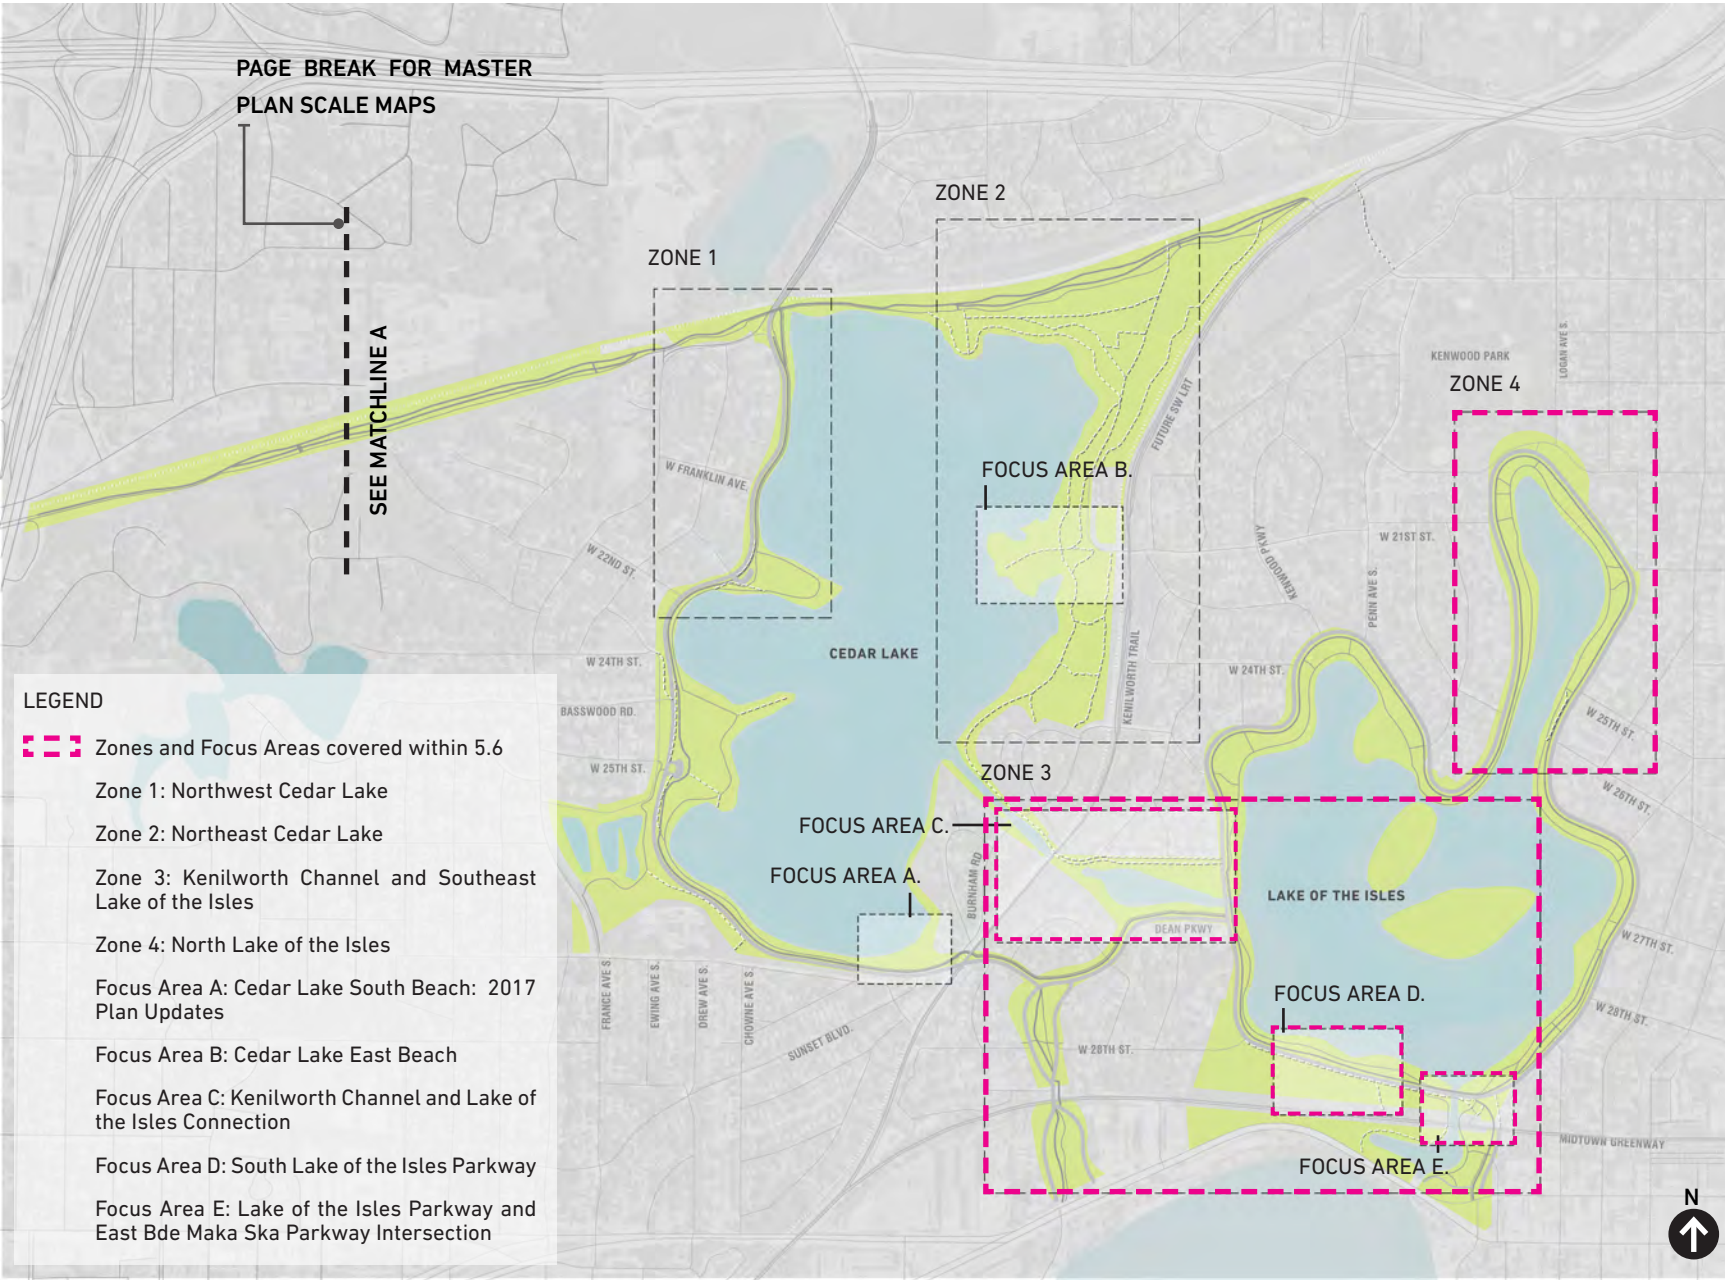 PAGE BREAK FOR MASTER
PLAN SCALE MAPS
SEE MATCHLINE A
ZONE 1
ZONE 2
KENWOOD PARK
LOGAN AVE S.
ZONE 4
W FRANKLIN AVE.
FUTURE SW LRT
FOCUS AREA B.
W 22ND ST.
W 21ST ST.
KENWOOD PKWY
PENN AVE S.
CEDAR LAKE
KENILWORTH TRAIL
W 24TH ST.
W 24TH ST.
BASSWOOD RD.
W 25TH ST.
W 25TH ST.
W 26TH ST.
ZONE 3
FOCUS AREA C.
FOCUS AREA A.
BURNHAM RD
LAKE OF THE ISLES
DEAN PKWY
W 27TH ST.
FRANCE AVE S.
EWING AVE S.
DREW AVE S.
CHOWNE AVE S.
SUNSET BLVD.
FOCUS AREA D.
W 28TH ST.
W 28TH ST.
MIDTOWN GREENWAY
FOCUS AREA E.
N
LEGEND
Zones and Focus Areas covered within 5.6
Zone 1: Northwest Cedar Lake
Zone 2: Northeast Cedar Lake
Zone 3: Kenilworth Channel and Southeast
Lake of the Isles
Zone 4: North Lake of the Isles
Focus Area A: Cedar Lake South Beach: 2017
Plan Updates
Focus Area B: Cedar Lake East Beach
Focus Area C: Kenilworth Channel and Lake of
the Isles Connection
Focus Area D: South Lake of the Isles Parkway
Focus Area E: Lake of the Isles Parkway and
East Bde Maka Ska Parkway Intersection